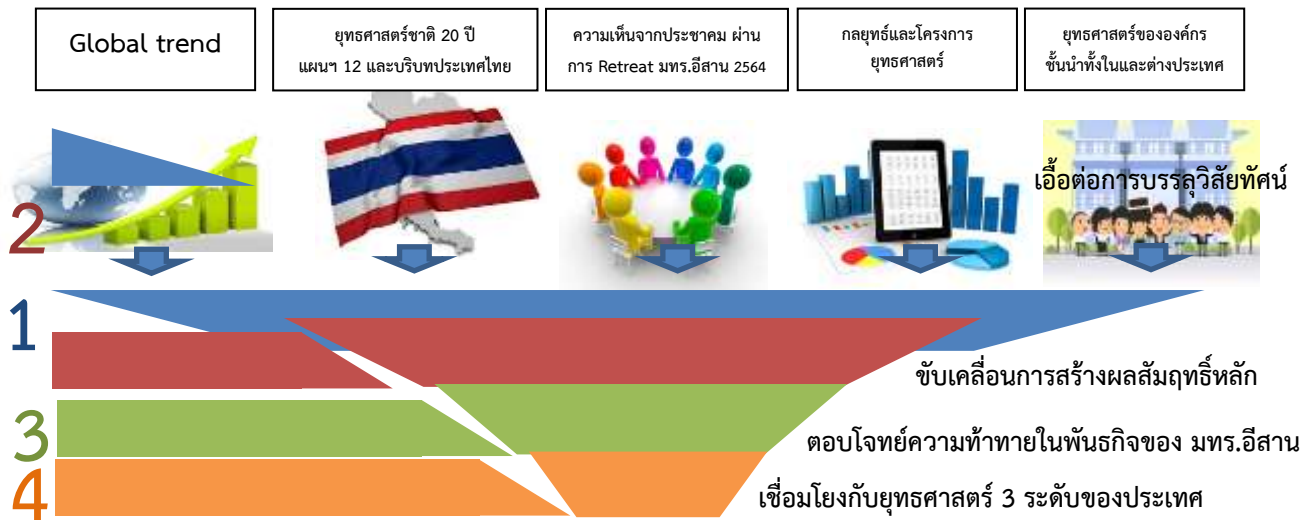 Global trend
ยุทธศาสตร์ชาติ 20 ปี
แผนฯ 12 และบริบทประเทศไทย
ความเห็นจากประชาคม ผ่าน
การ Retreat มทร.อีสาน 2564
กลยุทธ์และโครงการ
ยุทธศาสตร์
ยุทธศาสตร์ขององค์กร
ชั้นนำทั้งในและต่างประเทศ
เอื้อต่อการบรรลุวิสัยทัศน์
2
1
ขับเคลื่อนการสร้างผลสัมฤทธิ์หลัก
3
ตอบโจทย์ความท้าทายในพันธกิจของ มทร.อีสาน
4
เชื่อมโยงกับยุทธศาสตร์ 3 ระดับของประเทศ